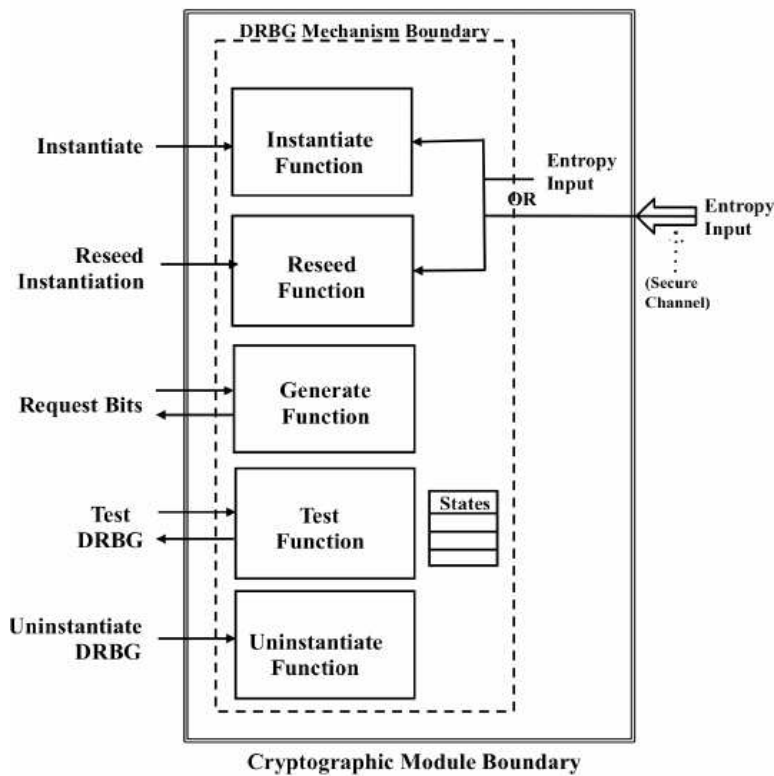 DRBG Mechanism Boundary
Instantiate
Instantiate
Function
Entropy
Input
OR
Entropy
Input
(Secure
Channel)
Reseed
Instantiation
Reseed
Function
Request Bits
Generate
Function
Test
DRBG
Test
Function
States
Uninstantiate
DRBG
Uninstantiate
Function
Cryptographic Module Boundary